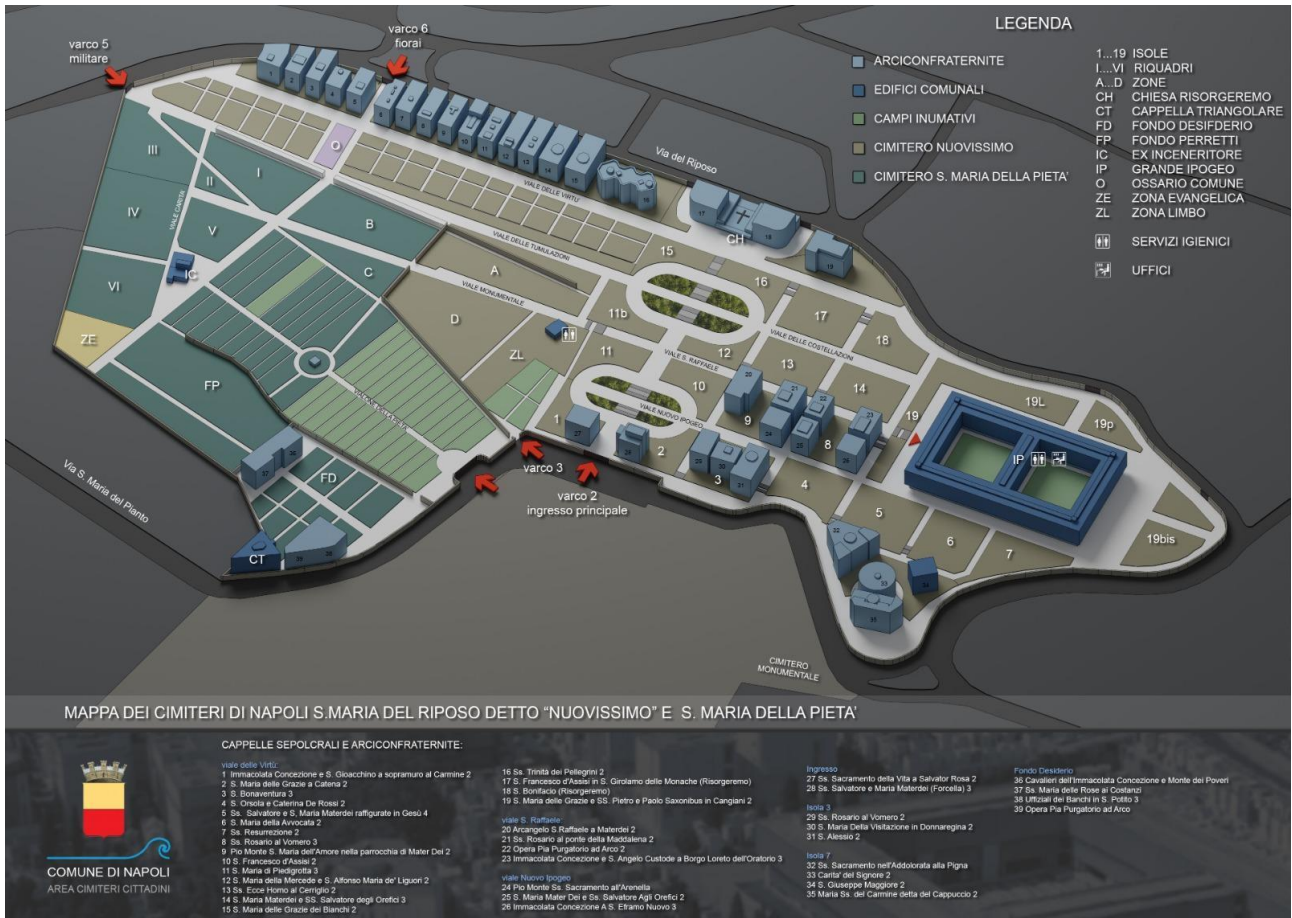 LEGENDA
ARCICONFRATERNITE
EDIFICI COMUNALI
CAMPI INUMATIVI
CIMITERO NUOVISSIMO
CIMITERO S. MARIA DELLA PIETA'
1...19 ISOLE
I....VI RIQUADRI
A...D ZONE
CH CHIESA RISORGEREMO
CT CAPPELLA TRIANGOLARE
FD FONDO DESIFDERIO
FP FONDO PERRETTI
IC EX INCENERITORE
IP GRANDE IPOGEO
O OSSARIO COMUNE
ZE ZONA EVANGELICA
ZL ZONA LIMBO
SERVIZI IGIENICI
UFFICI
varco 5
militare
varco 6
fiorai
Via del Riposo
VIALE DELLE VIRTU'
VIALE DELLE TUMULAZIONI
VIALE MONUMENTALE
VIALE CARITA'
VIALE S. RAFFAELE
VIALE DELLE COSTELLAZIONI
VIALE NUOVO IPOGEO
Via S. Maria del Pianto
varco 3
varco 2
ingresso principale
CIMITERO
MONUMENTALE
III
II
I
IV
V
VI
IC
ZE
FP
FD
CT
O
A
B
C
D
ZL
CH
IP
1
2
3
4
5
6
7
8
9
10
11
11b
12
13
14
15
16
17
18
19
19L
19p
19bis
MAPPA DEI CIMITERI DI NAPOLI S.MARIA DEL RIPOSO DETTO "NUOVISSIMO" E S. MARIA DELLA PIETA'
COMUNE DI NAPOLI
AREA CIMITERI CITTADINI
CAPPELLE SEPOLCRALI E ARCICONFRATERNITE:
viale delle Virtù:
1 Immacolata Concezione e S. Gioacchino a sopramuro al Carmine 2
2 S. Maria delle Grazie a Catena 2
3 S. Bonaventura 3
4 S. Orsola e Caterina De Rossi 2
5 Ss. Salvatore e S, Maria Materdei raffigurate in Gesù 4
6 S. Maria della Avvocata 2
7 Ss. Resurrezione 2
8 Ss. Rosario al Vomero 3
9 Pio Monte S. Maria dell'Amore nella parrocchia di Mater Dei 2
10 S. Francesco d'Assisi 2
11 S. Maria di Piedigrotta 3
12 S. Maria della Mercede e S. Alfonso Maria de' Liguori 2
13 Ss. Ecce Homo al Cerriglio 2
14 S. Maria Materdei e SS. Salvatore degli Orefici 3
15 S. Maria delle Grazie dei Bianchi 2
16 Ss. Trinità dei Pellegrini 2
17 S. Francesco d'Assisi in S. Girolamo delle Monache (Risorgeremo)
18 S. Bonifacio (Risorgeremo)
19 S. Maria delle Grazie e SS. Pietro e Paolo Saxonibus in Cangiani 2
viale S. Raffaele
20 Arcangelo S.Raffaele a Materdei 2
21 Ss. Rosario al ponte della Maddalena 2
22 Opera Pia Purgatorio ad Arco 2
23 Immacolata Concezione e S. Angelo Custode a Borgo Loreto dell'Oratorio 3
viale Nuovo Ipogeo
24 Pio Monte Ss. Sacramento all'Arenella
25 S. Maria Mater Dei e Ss. Salvatore Agli Orefici 2
26 Immacolata Concezione A S. Eframo Nuovo 3
Ingresso
27 Ss. Sacramento della Vita a Salvator Rosa 2
28 Ss. Salvatore e Maria Materdei (Forcella) 3
Isola 3
29 Ss. Rosario al Vomero 2
30 S. Maria Della Visitazione in Donnaregina 2
31 S. Alessio 2
Isola 7
32 Ss. Sacramento nell'Addolorata alla Pigna
33 Carita' del Signore 2
34 S. Giuseppe Maggiore 2
35 Maria Ss. del Carmine detta del Cappuccio 2
Fondo Desiderio
36 Cavalieri dell'Immacolata Concezione e Monte dei Poveri
37 Ss. Maria delle Rose ai Costanzi
38 Uffiziali dei Banchi in S. Potito 3
39 Opera Pia Purgatorio ad Arco